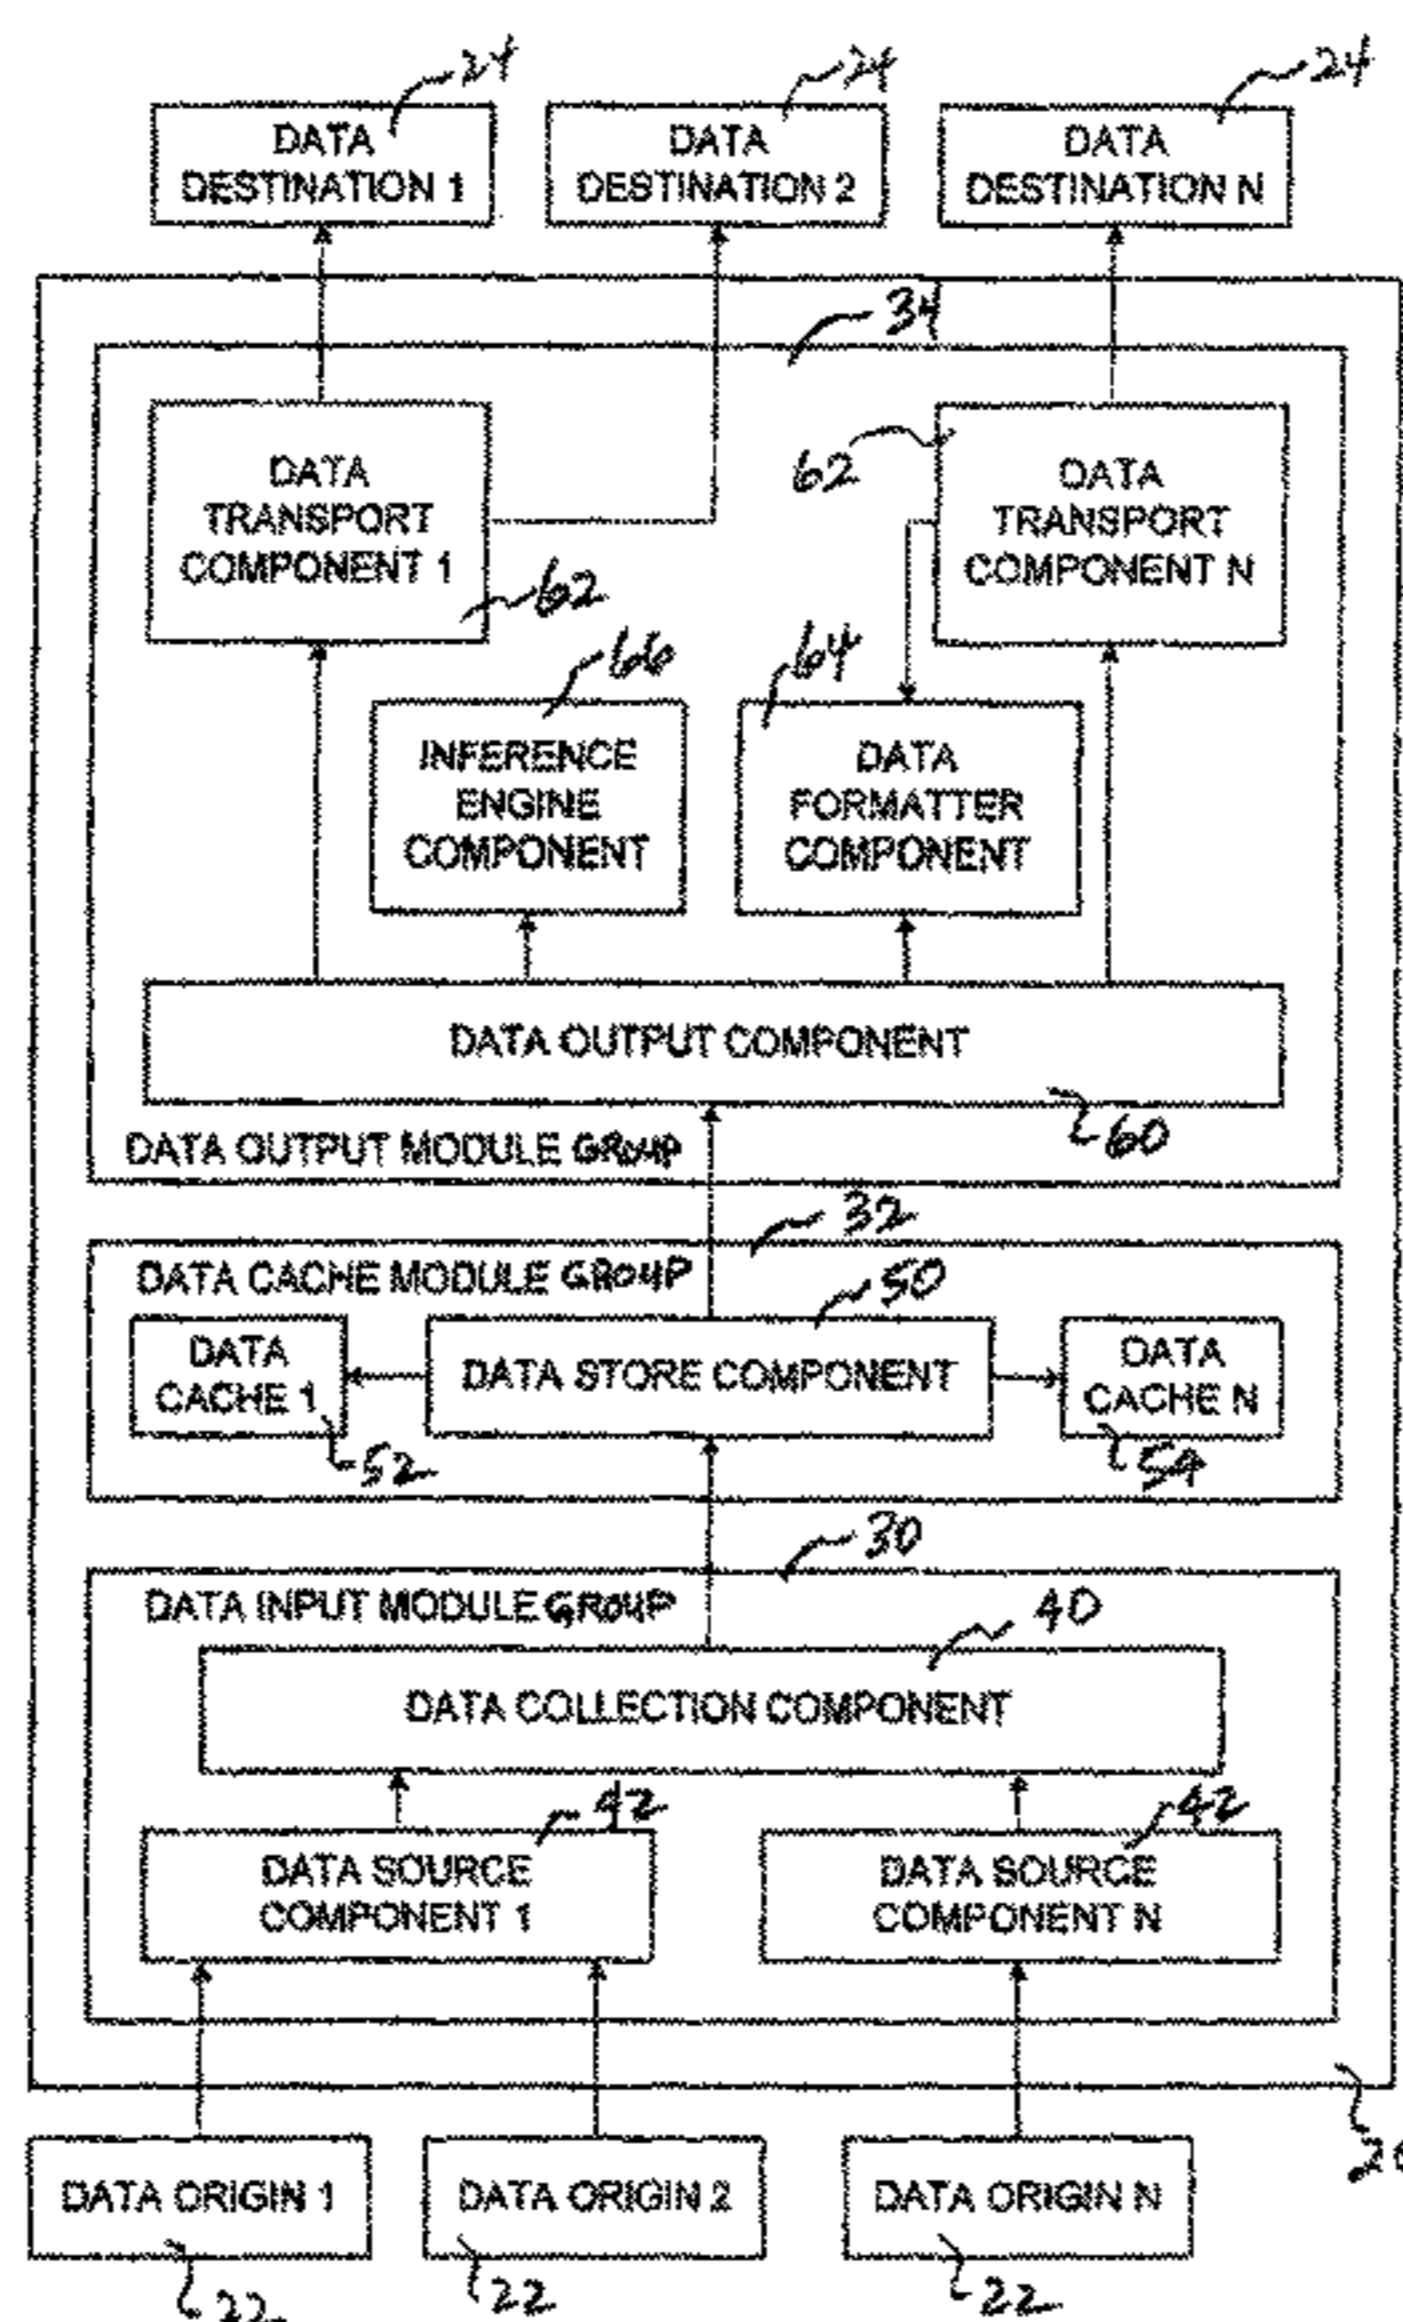 24
24
24
DATA
DESTINATION 1
DATA
DESTINATION 2
DATA
DESTINATION N
34
DATA
TRANSPORT
COMPONENT 1
62
62
DATA
TRANSPORT
COMPONENT N
66
64
INFERENCE
ENGINE
COMPONENT
DATA
FORMATTER
COMPONENT
DATA OUTPUT COMPONENT
60
DATA OUTPUT MODULE GROUP
32
DATA CACHE MODULE GROUP
50
DATA
CACHE 1
DATA STORE COMPONENT
DATA
CACHE N
52
54
30
DATA INPUT MODULE GROUP
40
DATA COLLECTION COMPONENT
42
42
DATA SOURCE
COMPONENT 1
DATA SOURCE
COMPONENT N
DATA ORIGIN 1
DATA ORIGIN 2
DATA ORIGIN N
22
22
22